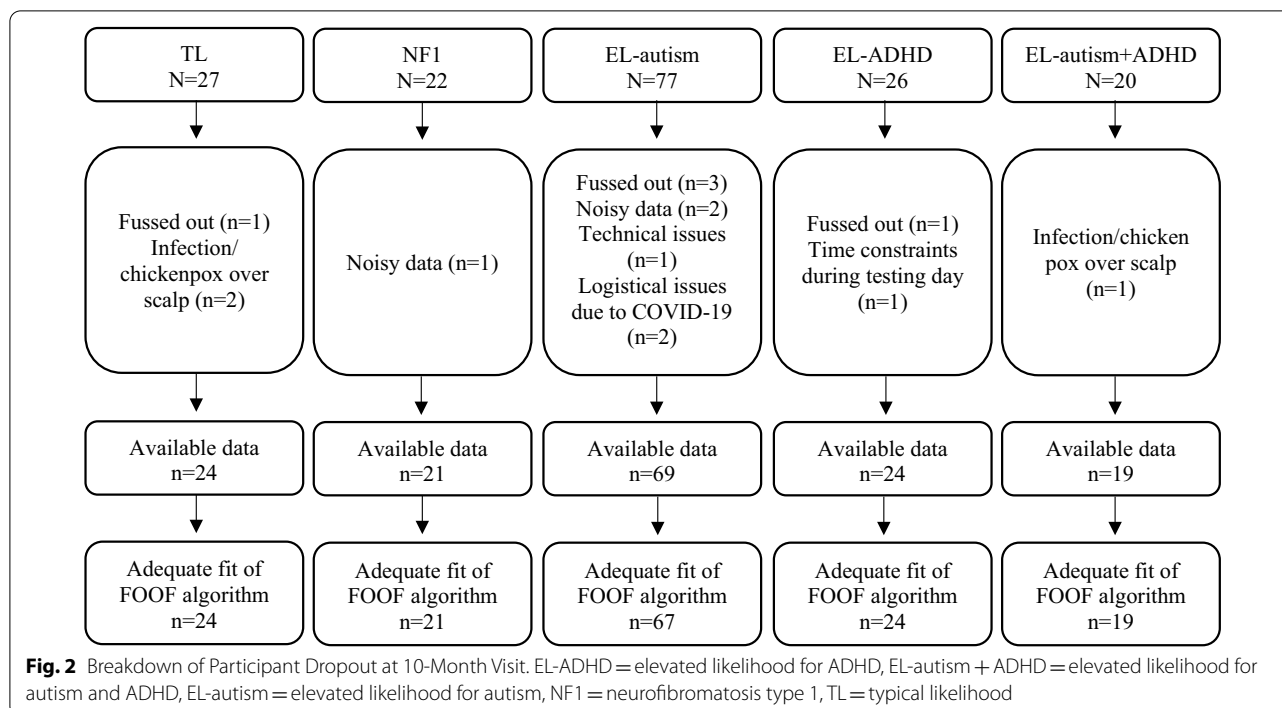 TL
N=27
NF1
N=22
EL-autism
N=77
EL-ADHD
N=26
EL-autism+ADHD
N=20
Fussed out (n=1)
Infection/
chickenpox over
scalp (n=2)
Noisy data (n=1)
Fussed out (n=3)
Noisy data (n=2)
Technical issues
(n=1)
Logistical issues
due to COVID-19
(n=2)
Fussed out (n=1)
Time constraints
during testing day
(n=1)
Infection/chicken
pox over scalp
(n=1)
Available data
n=24
Available data
n=21
Available data
n=69
Available data
n=24
Available data
n=19
Adequate fit of
FOOF algorithm
n=24
Adequate fit of
FOOF algorithm
n=21
Adequate fit of
FOOF algorithm
n=67
Adequate fit of
FOOF algorithm
n=24
Adequate fit of
FOOF algorithm
n=19
Fig. 2 Breakdown of Participant Dropout at 10-Month Visit. EL-ADHD = elevated likelihood for ADHD, EL-autism + ADHD = elevated likelihood for
autism and ADHD, EL-autism = elevated likelihood for autism, NF1 = neurofibromatosis type 1, TL = typical likelihood